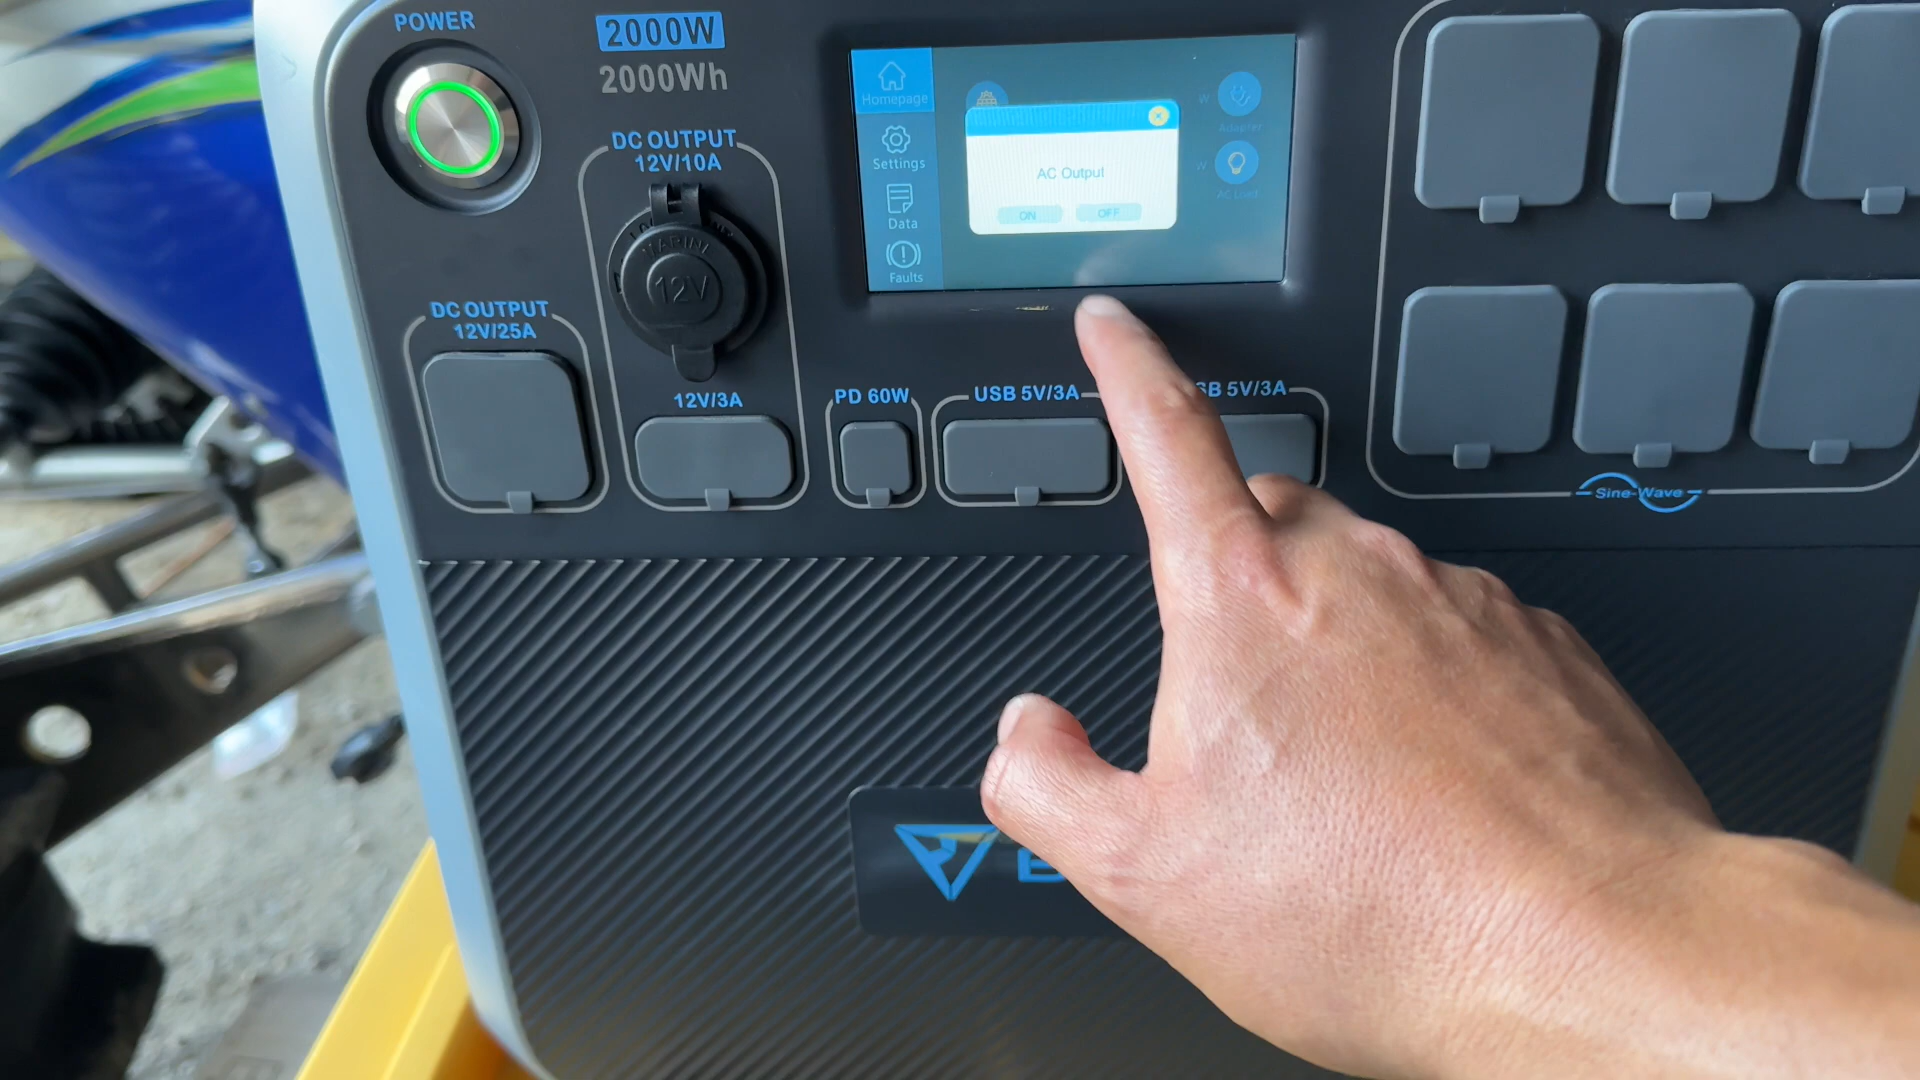 POWER
2000W
2000Wh
DC OUTPUT
12V/10A
MARINE
12V
DC OUTPUT
12V/25A
12V/3A
PD 60W
USB 5V/3A
SB 5V/3A
Homepage
Settings
Data
Faults
AC Output
ON
OFF
W
Adapter
W
AC Load
Sine-Wave